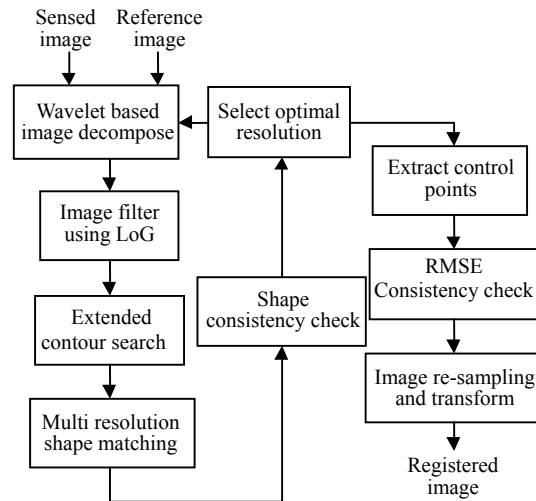 Sensed
image
Reference
image
Wavelet based
image decompose
Image filter
using LoG
Extended
contour search
Multi resolution
shape matching
Shape
consistency check
Select optimal
resolution
Extract control
points
RMSE
Consistency check
Image re-sampling
and transform
Registered
image